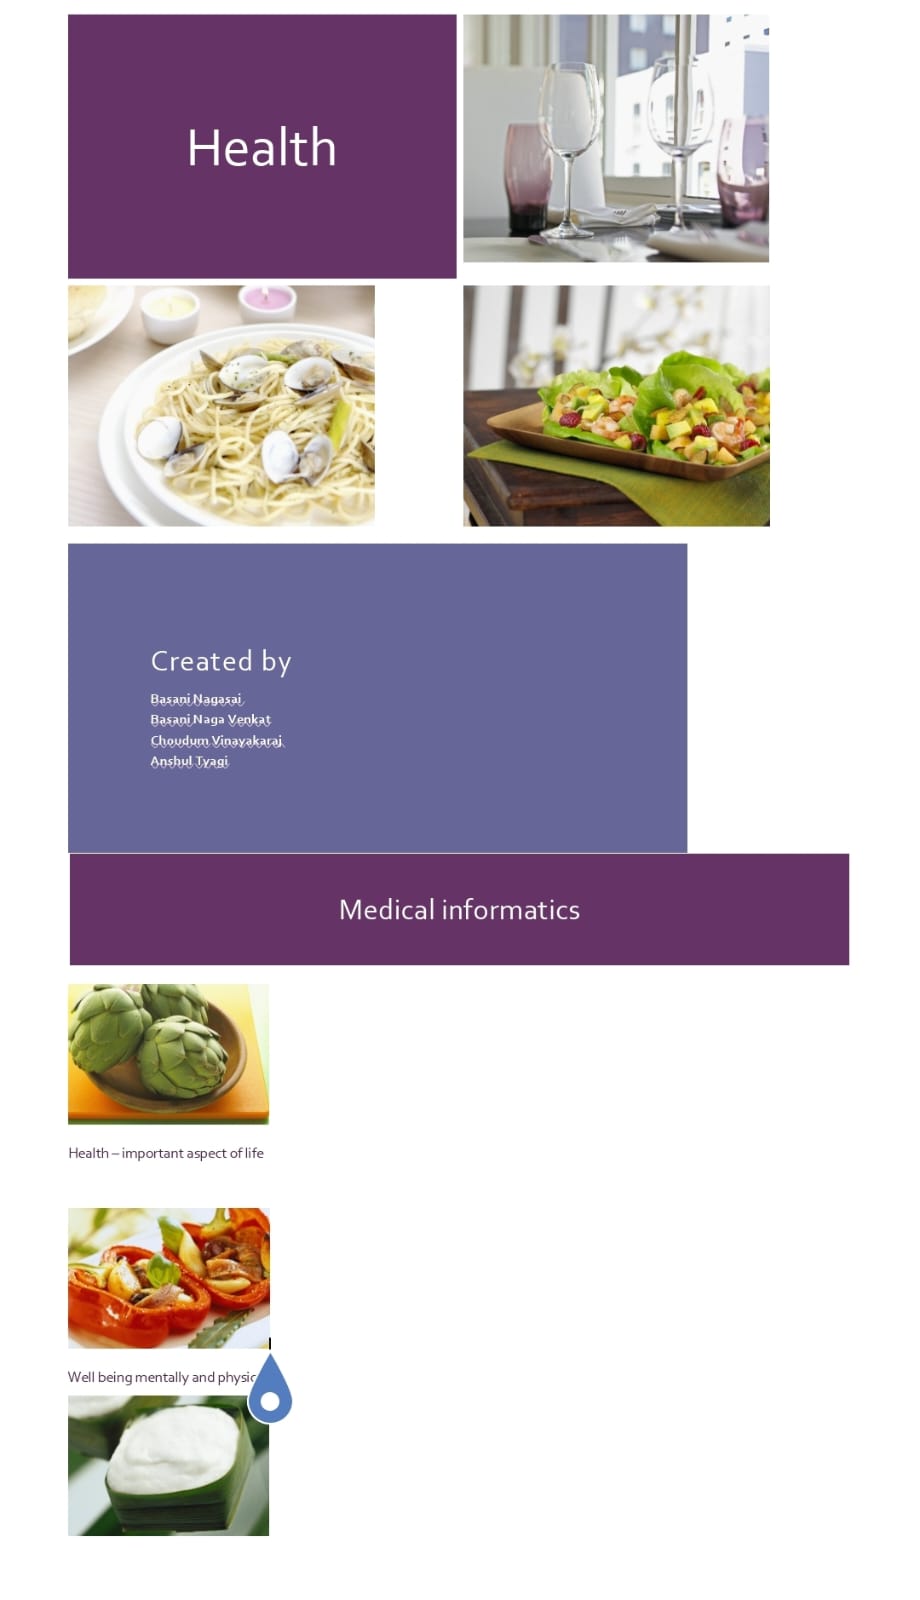 Health
Created by
Basani Nagasai
Basani Naga Venkat
Choudum Vinayakaraj
Anshul Tyagi
Medical informatics
Health – important aspect of life
Well being mentally and